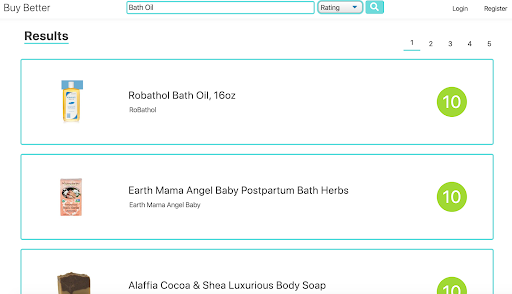 Buy Better
Bath Oil
Rating
Login
Register
Results
1 2 3 4 5
Robathol Bath Oil, 16oz
RoBathol
10
Earth Mama Angel Baby Postpartum Bath Herbs
Earth Mama Angel Baby
10
Alaffia Cocoa & Shea Luxurious Body Soap
10